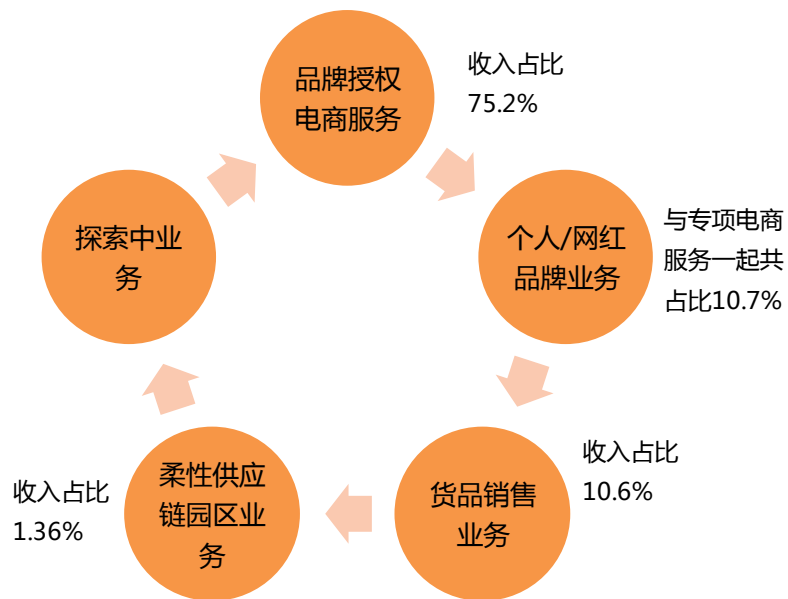 品牌授权
电商服务
收入占比
75.2%
个人/网红
品牌业务
与专项电商
服务一起共
占比10.7%
货品销售
业务
收入占比
10.6%
柔性供应
链园区业
务
收入占比
1.36%
探索中业
务